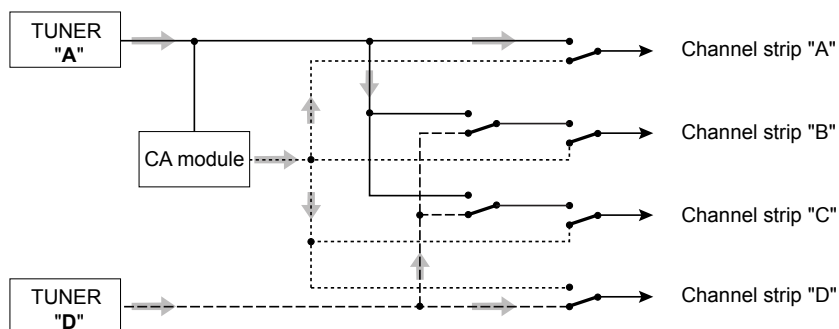 TUNER
"A"
Channel strip "A"
Channel strip "B"
CA module
Channel strip "C"
TUNER
"D"
Channel strip "D"